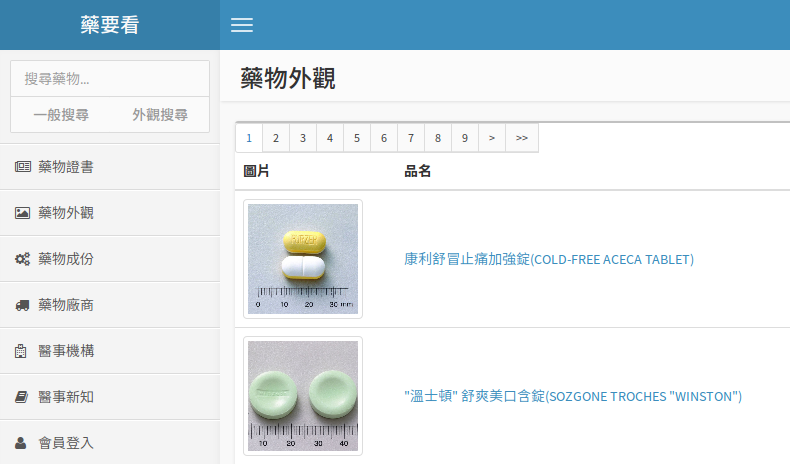 藥要看
搜尋藥物...
一般搜尋 外觀搜尋
藥物證書
藥物外觀
藥物成份
藥物廠商
醫事機構
醫事新知
會員登入
藥物外觀
1 2 3 4 5 6 7 8 9 > >>
圖片 品名
0 10 20 30 mm
康利舒冒止痛加強錠(COLD-FREE ACECA TABLET)
10 20 30 40
"溫士頓" 舒爽美口含錠(SOZGONE TROCHES "WINSTON")